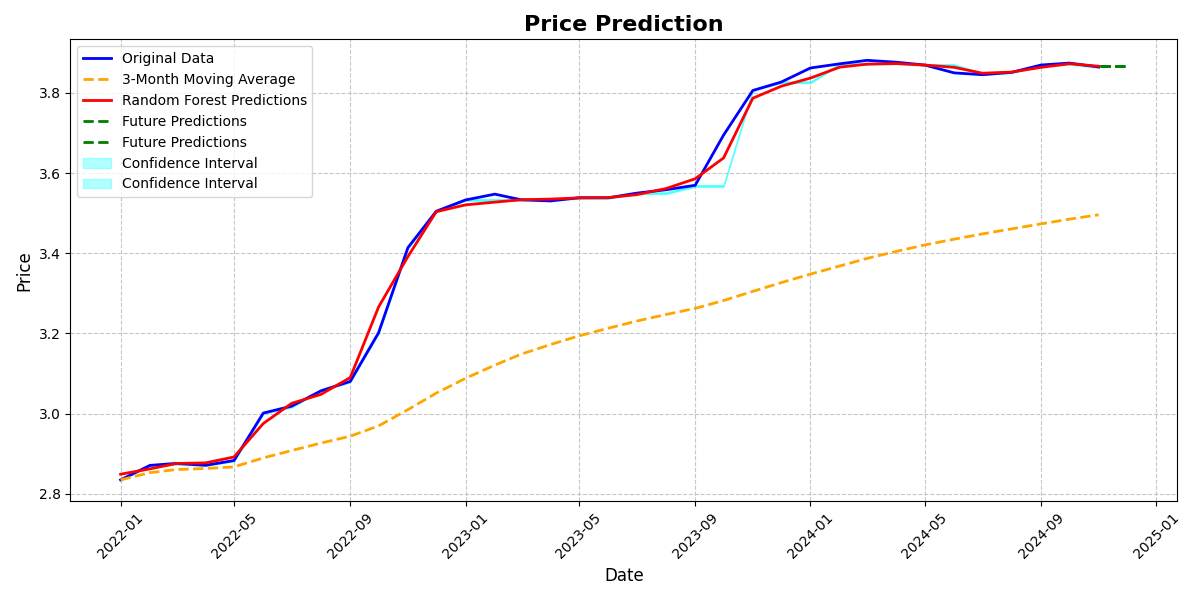 Price Prediction
Original Data
3-Month Moving Average
Random Forest Predictions
Future Predictions
Future Predictions
Confidence Interval
Confidence Interval
Price
3.8
3.6
3.4
3.2
3.0
2.8
2022-01
2022-05
2022-09
2023-01
2023-05
2023-09
2024-01
2024-05
2024-09
2025-01
Date